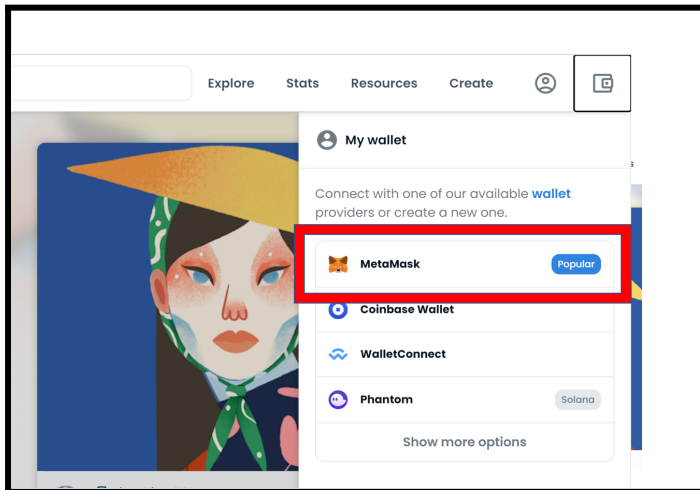 Explore Stats Resources Create
My wallet
Connect with one of our available wallet
providers or create a new one.
MetaMask Popular
Coinbase Wallet
WalletConnect
Phantom Solana
Show more options